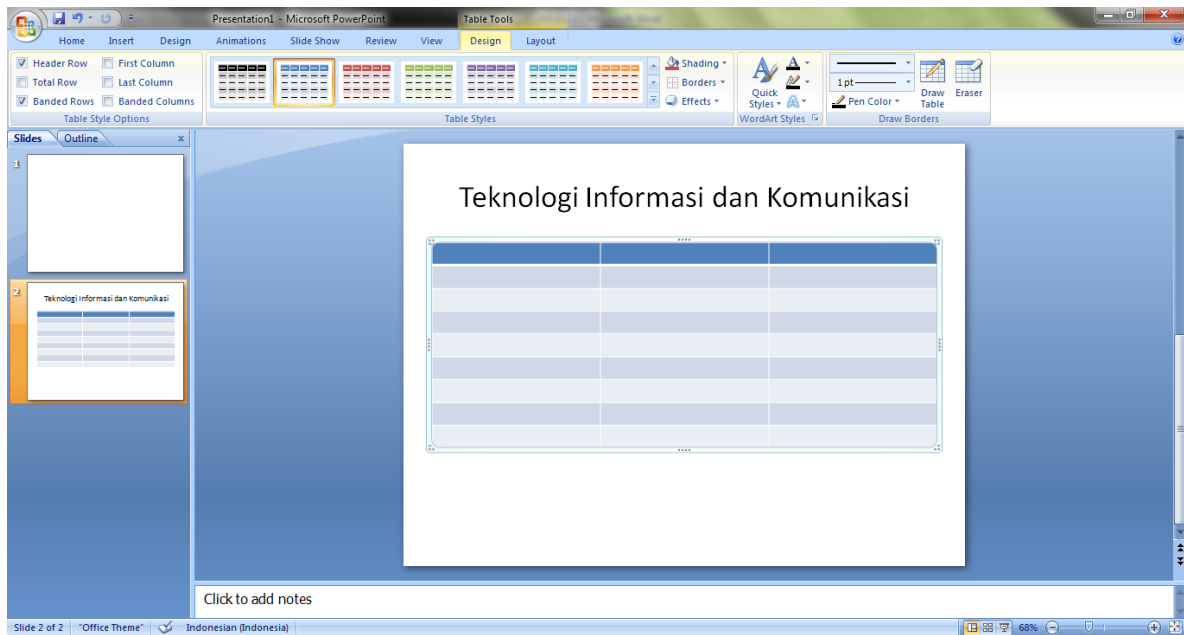 Presentation1 - Microsoft PowerPoint
Table Tools
Home Insert Design Animations Slide Show Review View Design Layout
Header Row First Column
Total Row Last Column
Banded Rows Banded Columns
Table Style Options
Table Styles
Shading
Borders
Effects
Quick Styles
WordArt Styles
1 pt
Pen Color
Draw Table
Eraser
Draw Borders
Slides Outline x
1
2
Teknologi Informasi dan Komunikasi
Teknologi Informasi dan Komunikasi
Click to add notes
Slide 2 of 2 "Office Theme" Indonesian (Indonesia) 68%